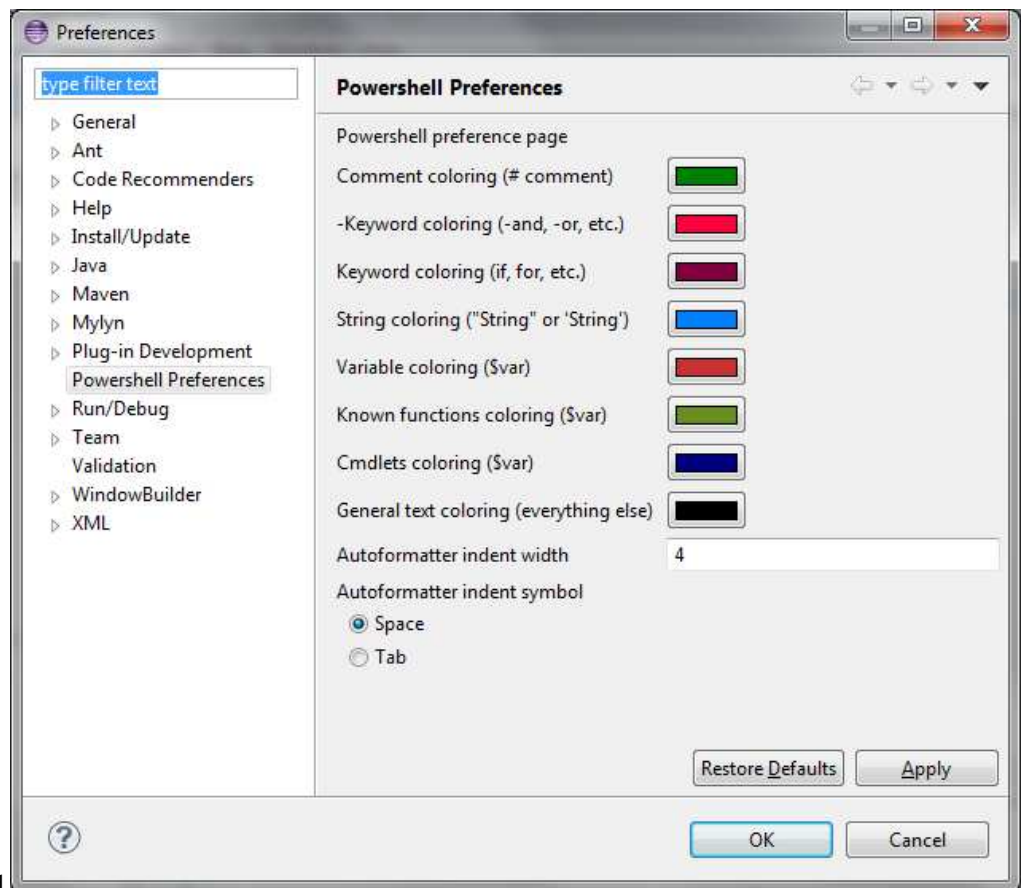 Preferences
type filter text
General
Ant
Code Recommenders
Help
Install/Update
Java
Maven
Mylyn
Plug-in Development
Powershell Preferences
Run/Debug
Team
Validation
WindowBuilder
XML
Powershell Preferences
Powershell preference page
Comment coloring (# comment)
-Keyword coloring (-and, -or, etc.)
Keyword coloring (if, for, etc.)
String coloring ("String" or 'String')
Variable coloring ($var)
Known functions coloring ($var)
Cmdlets coloring ($var)
General text coloring (everything else)
Autoformatter indent width 4
Autoformatter indent symbol
Space
Tab
Restore Defaults Apply
OK Cancel